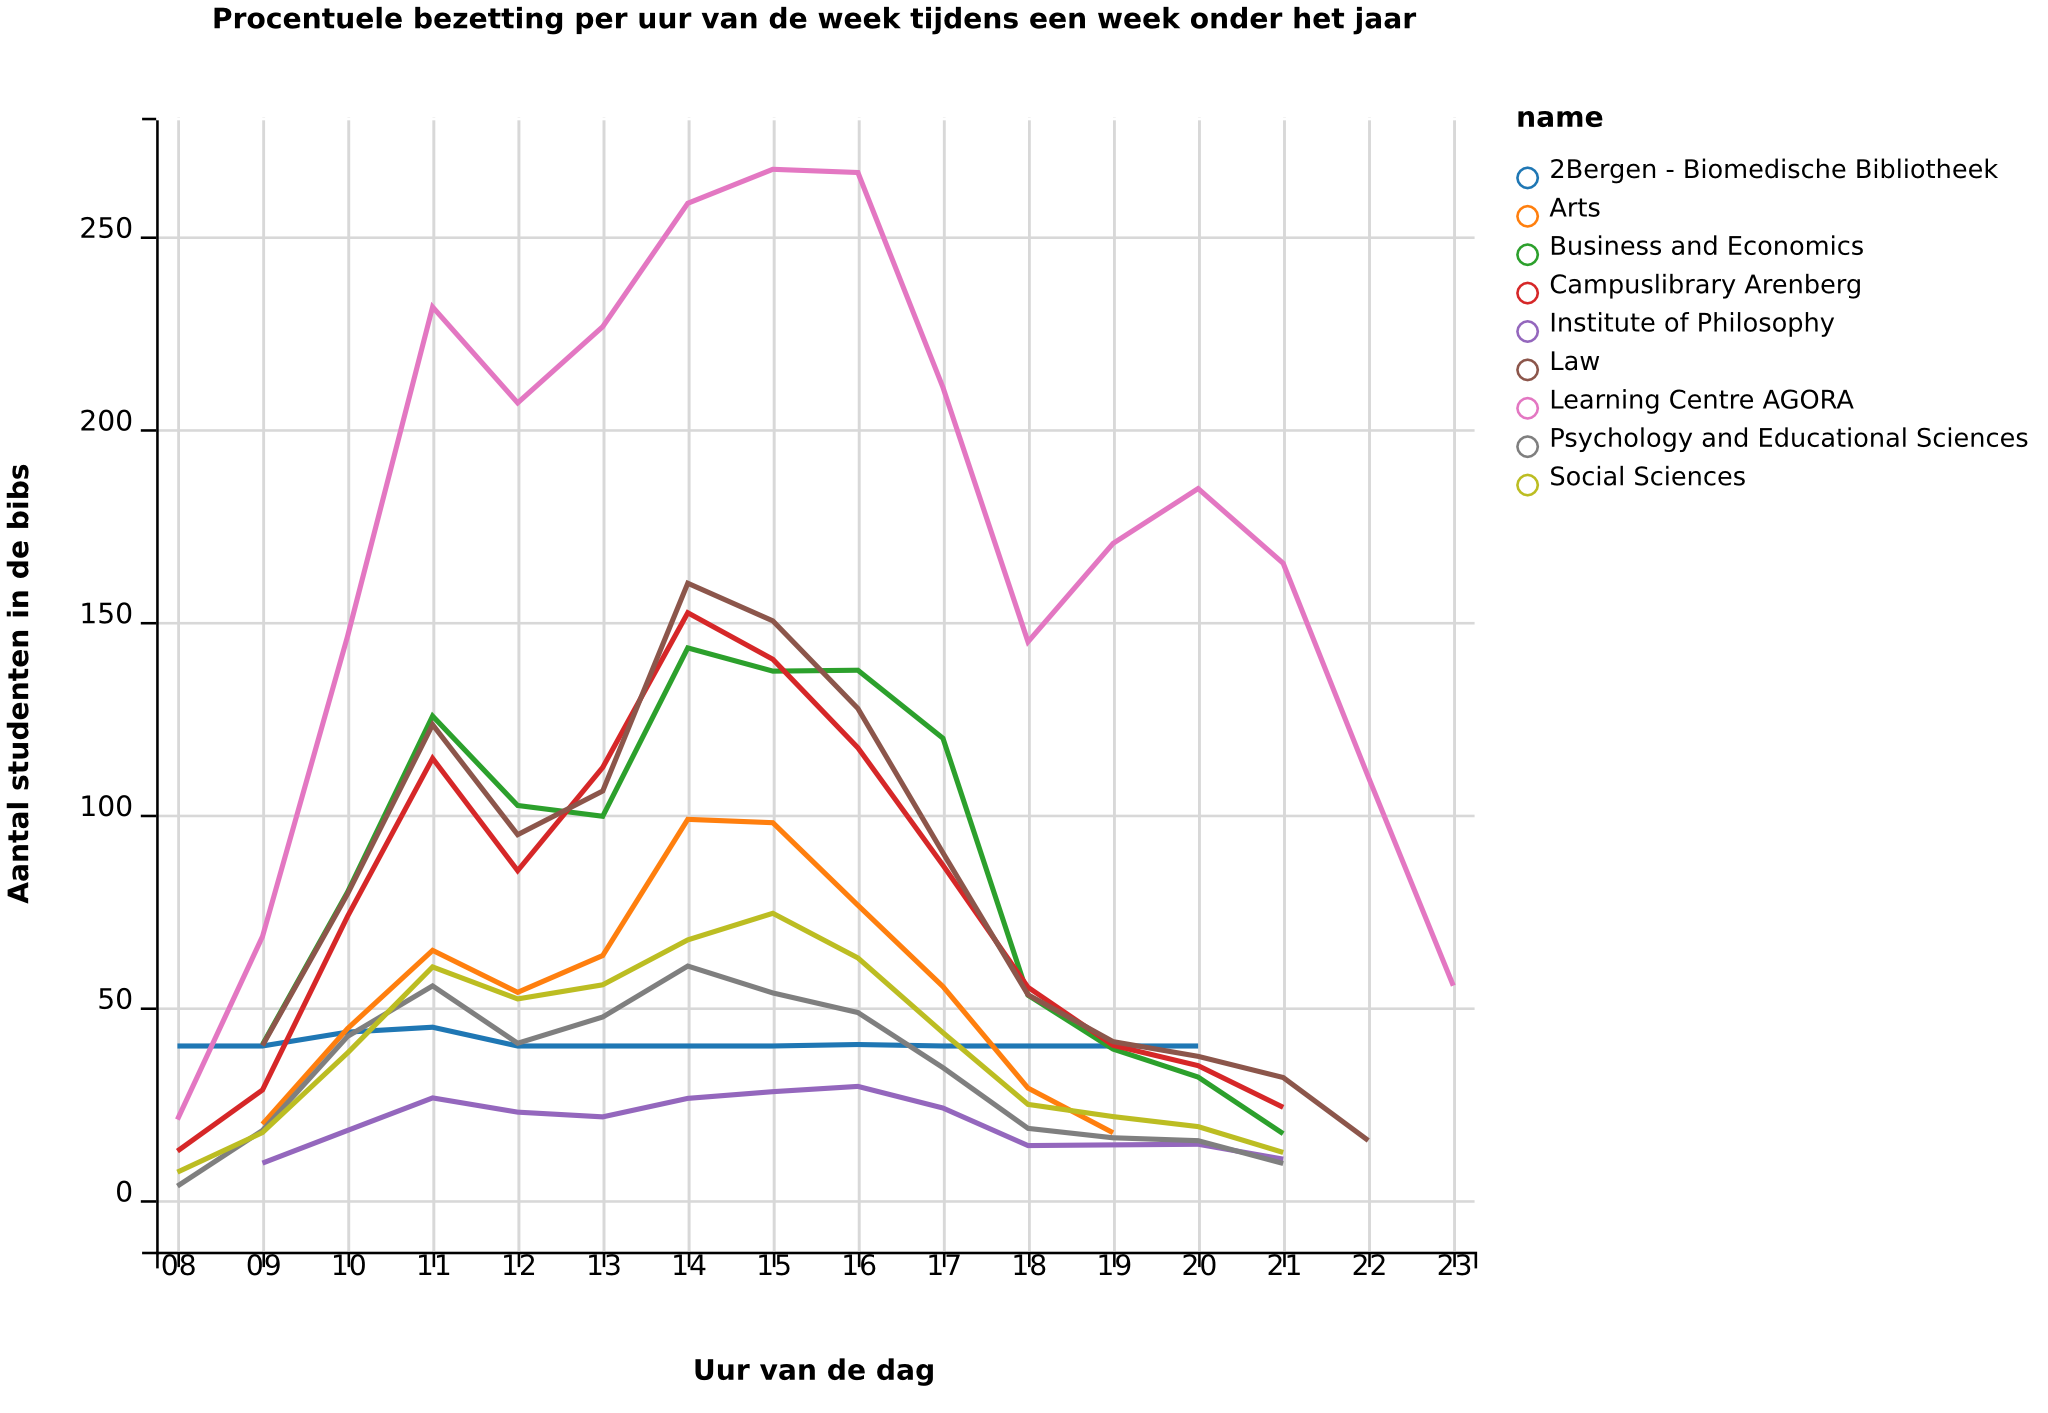 Procentuele bezetting per uur van de week tijdens een week onder het jaar
name
2Bergen - Biomedische Bibliotheek
Arts
Business and Economics
Campuslibrary Arenberg
Institute of Philosophy
Law
Learning Centre AGORA
Psychology and Educational Sciences
Social Sciences
Aantal studenten in de bibs
250
200
150
100
50
0
08 09 10 11 12 13 14 15 16 17 18 19 20 21 22 23
Uur van de dag